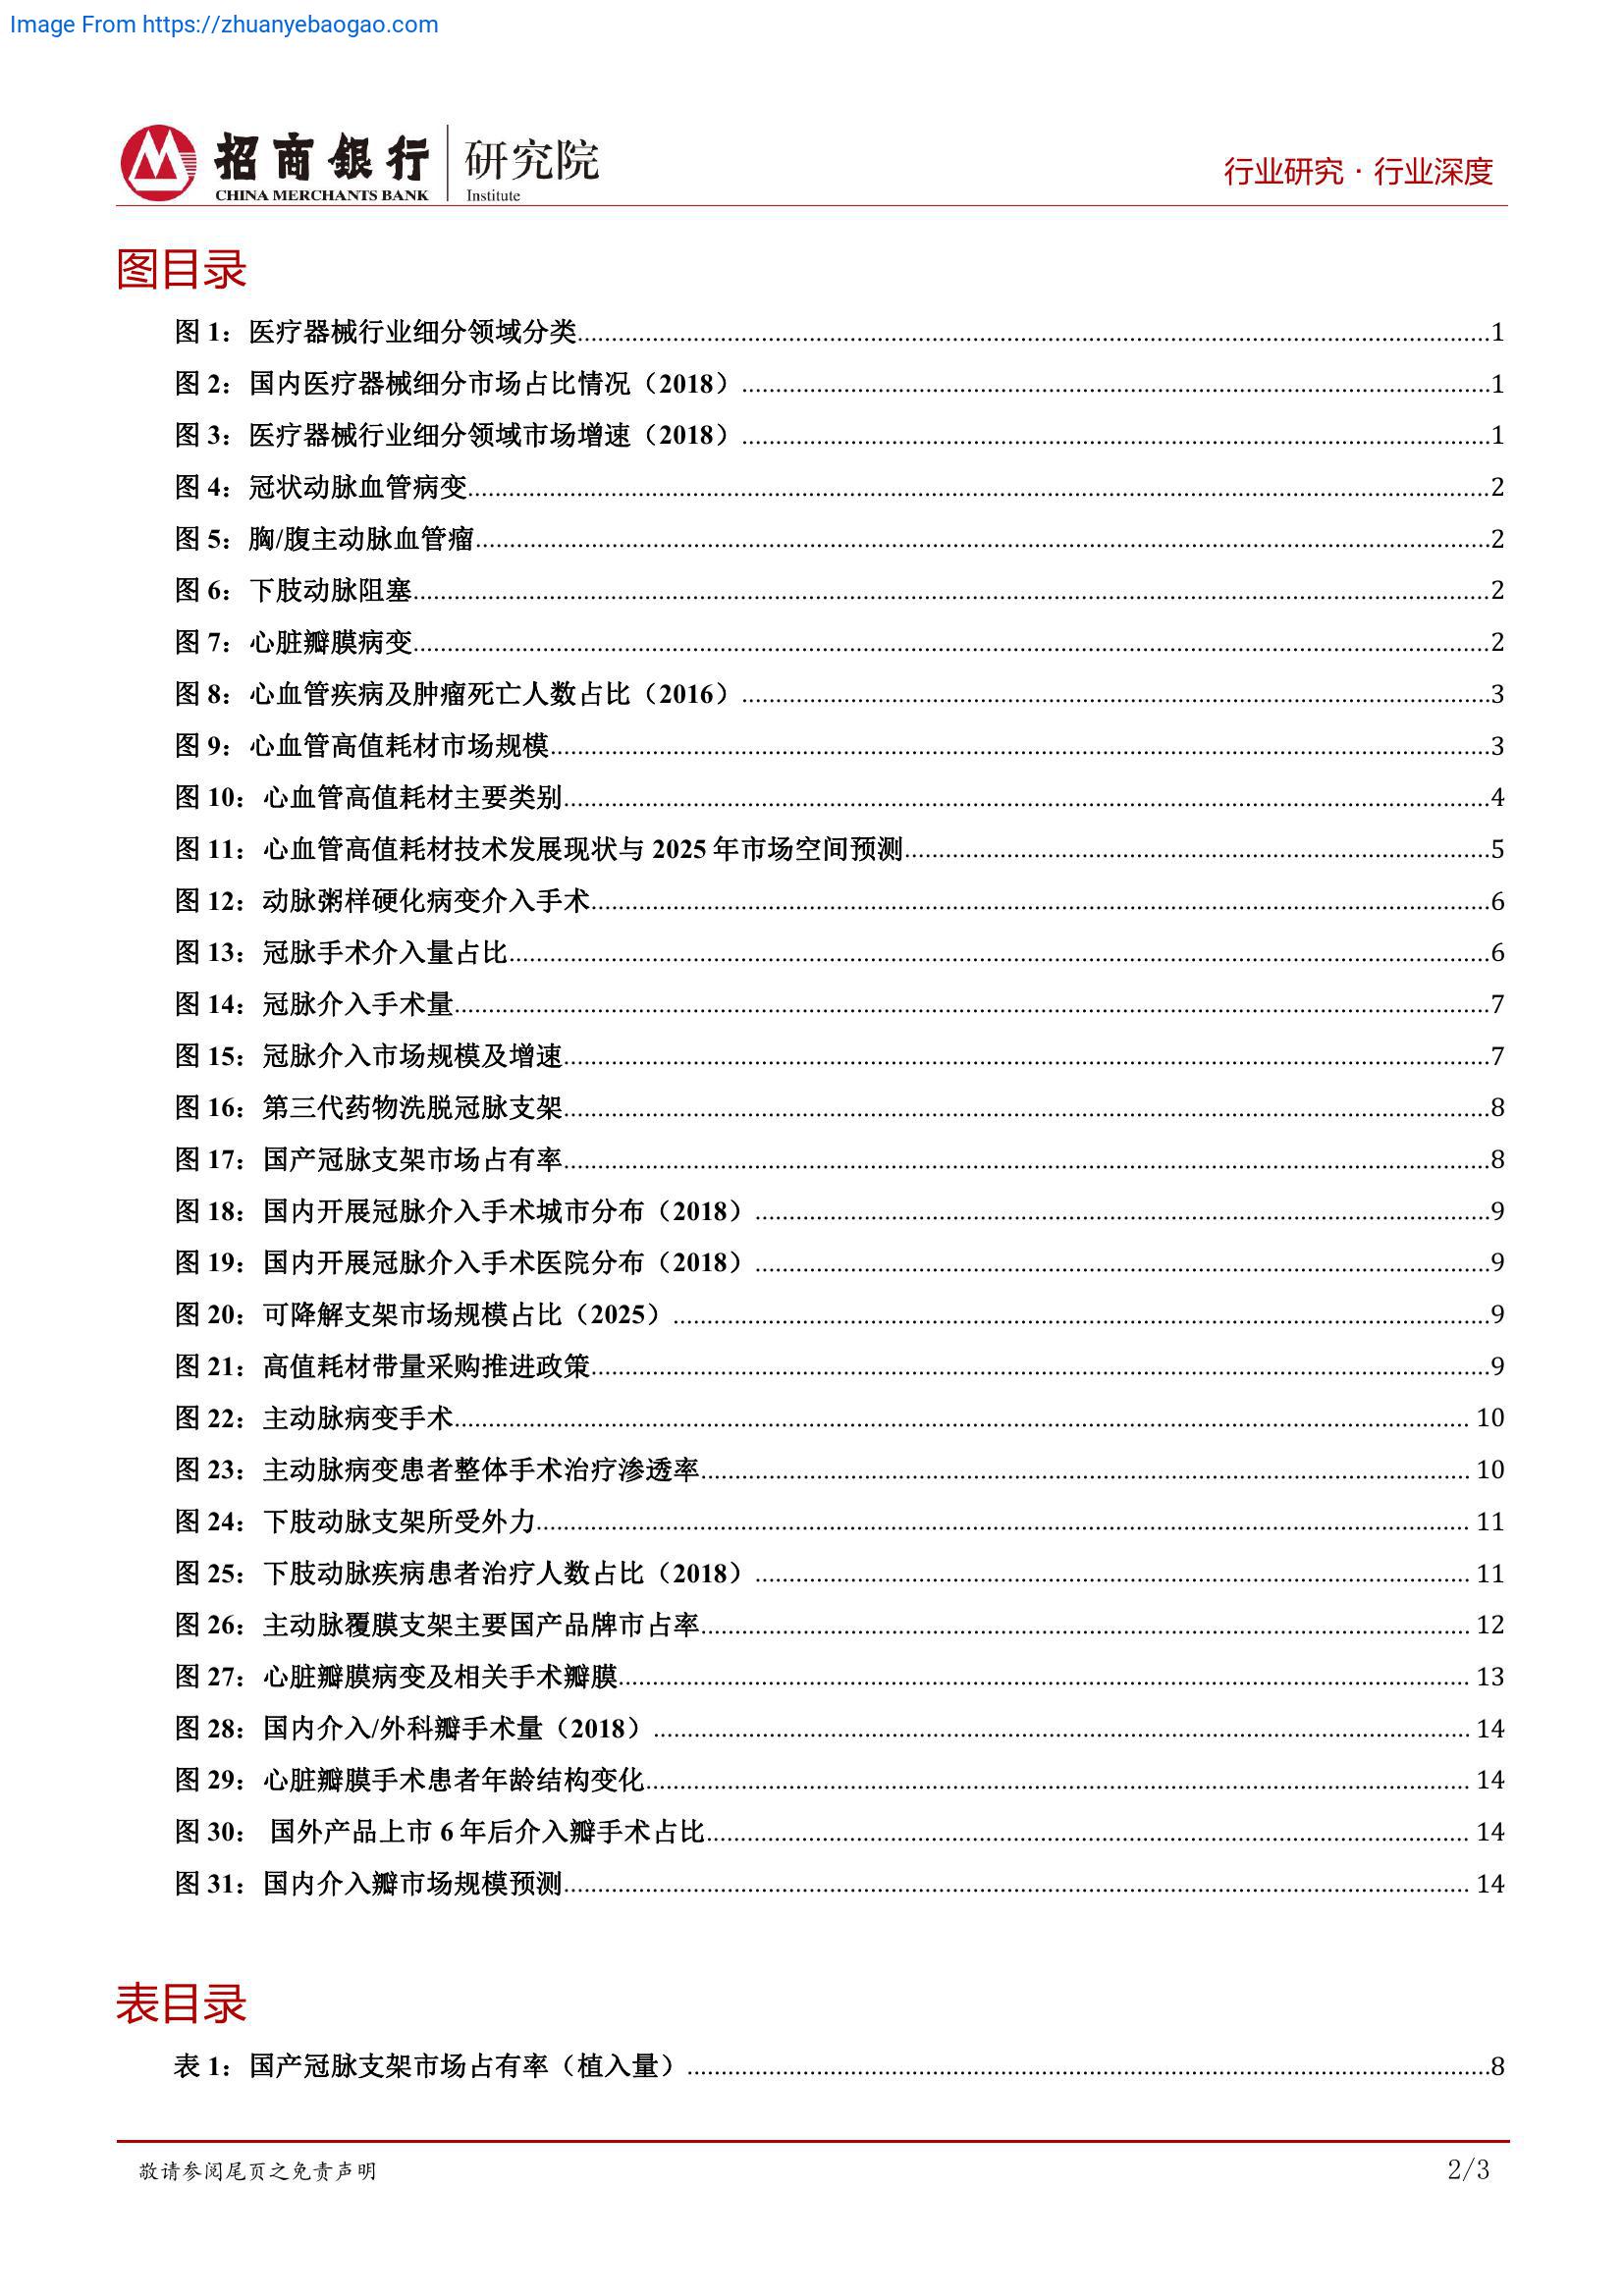 Image From https://zhuanyebaogao.com
招商银行 研究院
CHINA MERCHANTS BANK Institute
行业研究 · 行业深度
图目录
图 1：医疗器械行业细分领域分类 1
图 2：国内医疗器械细分市场占比情况（2018） 1
图 3：医疗器械行业细分领域市场增速（2018） 1
图 4：冠状动脉血管病变 2
图 5：胸/腹主动脉血管瘤 2
图 6：下肢动脉阻塞 2
图 7：心脏瓣膜病变 2
图 8：心血管疾病及肿瘤死亡人数占比（2016） 3
图 9：心血管高值耗材市场规模 3
图 10：心血管高值耗材主要类别 4
图 11：心血管高值耗材技术发展现状与 2025 年市场空间预测 5
图 12：动脉粥样硬化病变介入手术 6
图 13：冠脉手术介入量占比 6
图 14：冠脉介入手术量 7
图 15：冠脉介入市场规模及增速 7
图 16：第三代药物洗脱冠脉支架 8
图 17：国产冠脉支架市场占有率 8
图 18：国内开展冠脉介入手术城市分布（2018） 9
图 19：国内开展冠脉介入手术医院分布（2018） 9
图 20：可降解支架市场规模占比（2025） 9
图 21：高值耗材带量采购推进政策 9
图 22：主动脉病变手术 10
图 23：主动脉病变患者整体手术治疗渗透率 10
图 24：下肢动脉支架所受外力 11
图 25：下肢动脉疾病患者治疗人数占比（2018） 11
图 26：主动脉覆膜支架主要国产品牌市占率 12
图 27：心脏瓣膜病变及相关手术瓣膜 13
图 28：国内介入/外科瓣手术量（2018） 14
图 29：心脏瓣膜手术患者年龄结构变化 14
图 30： 国外产品上市 6 年后介入瓣手术占比 14
图 31：国内介入瓣市场规模预测 14
表目录
表 1：国产冠脉支架市场占有率（植入量） 8
敬请参阅尾页之免责声明
2/3